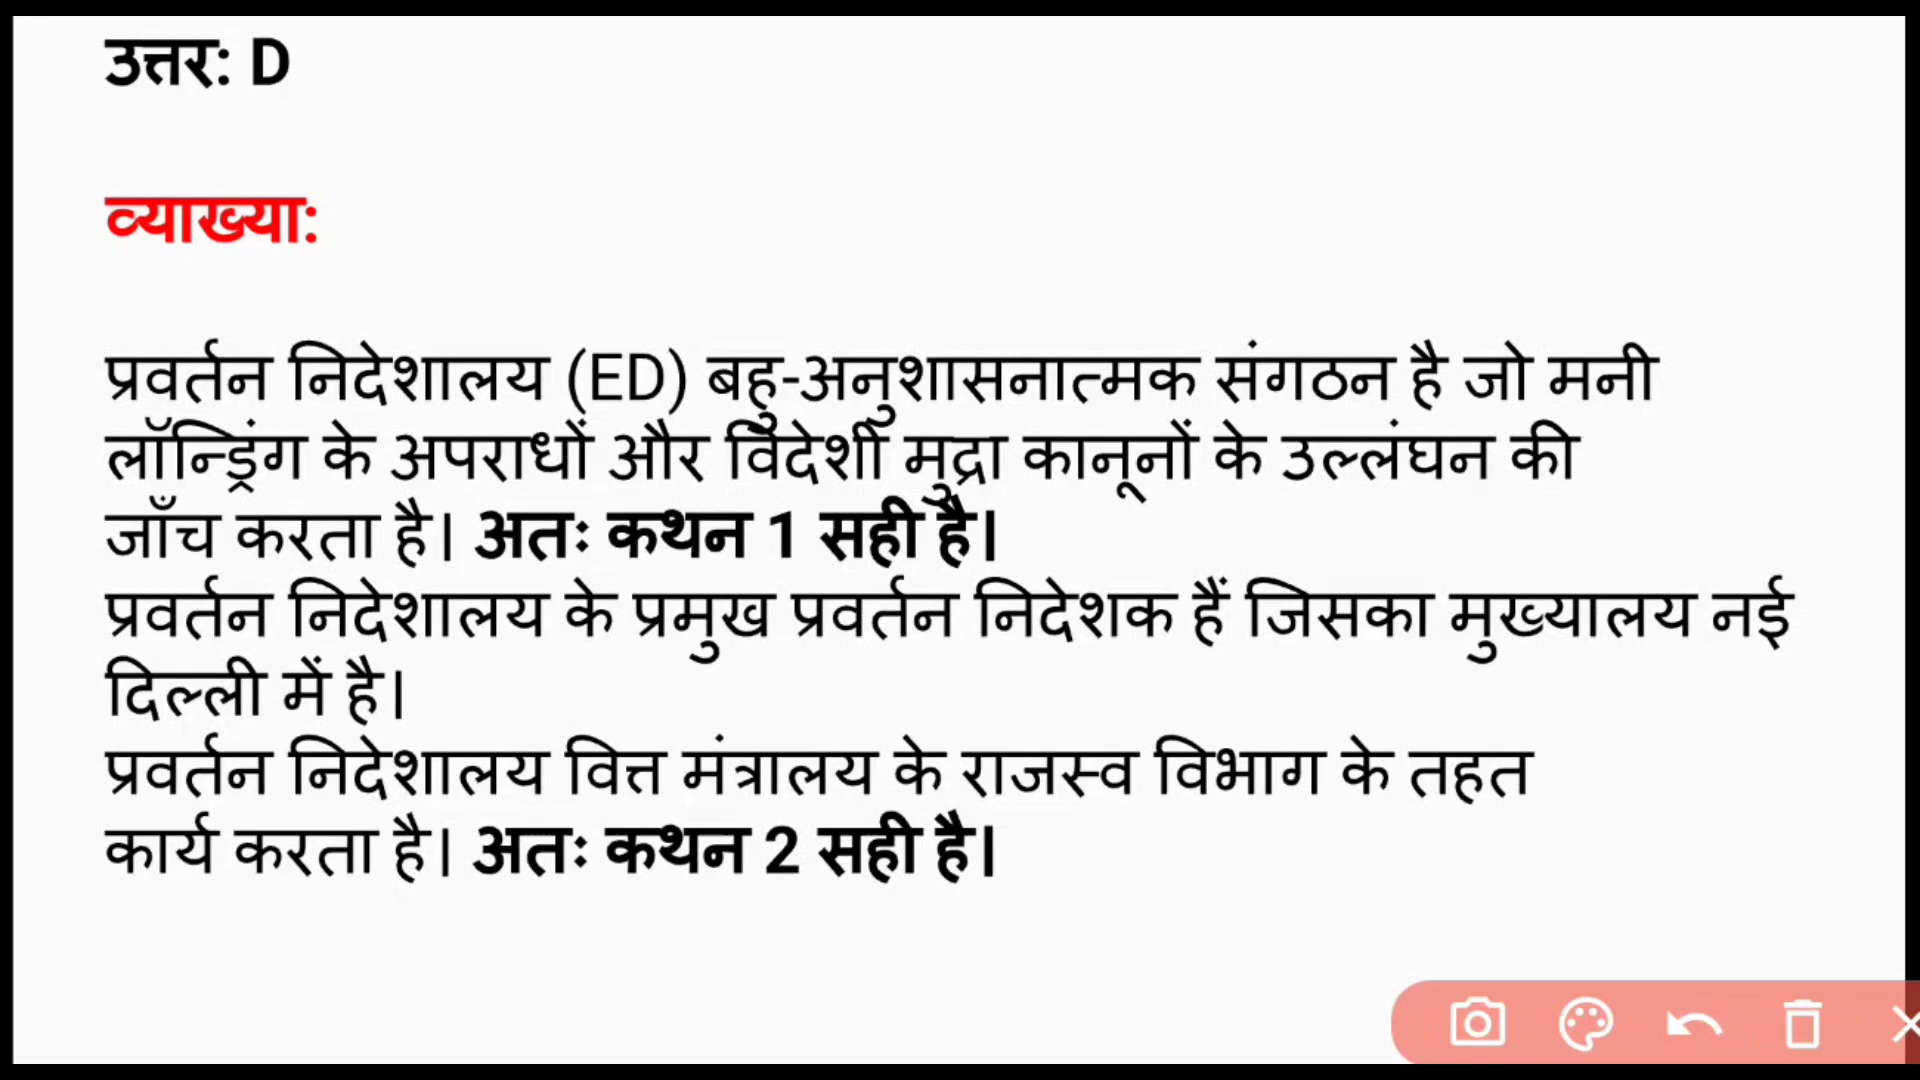 उत्तर: D
व्याख्या:
प्रवर्तन निदेशालय (ED) बहु-अनुशासनात्मक संगठन है जो मनी
लॉन्ड्रिंग के अपराधों और विदेशी मुद्रा कानूनों के उल्लंघन की
जाँच करता है। अतः कथन 1 सही है।
प्रवर्तन निदेशालय के प्रमुख प्रवर्तन निदेशक हैं जिसका मुख्यालय नई
दिल्ली में है।
प्रवर्तन निदेशालय वित्त मंत्रालय के राजस्व विभाग के तहत
कार्य करता है। अतः कथन 2 सही है।